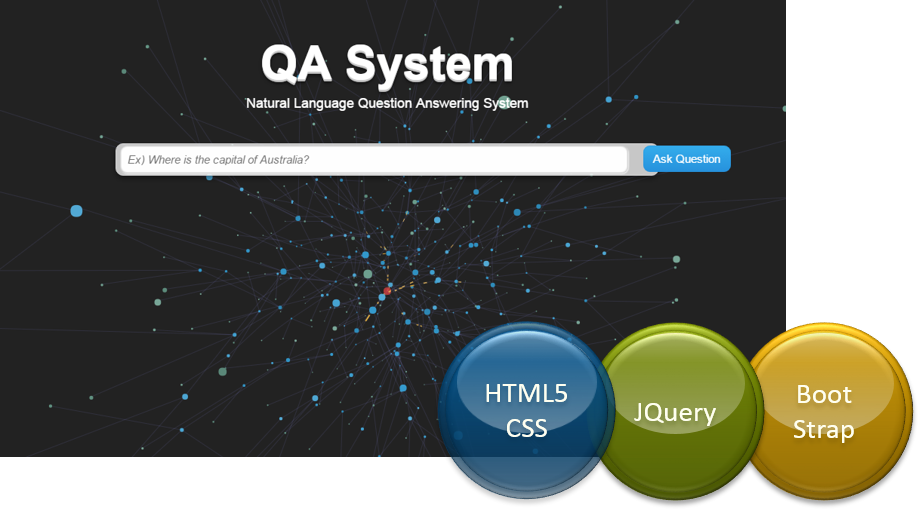 QA System
Natural Language Question Answering System
Ex) Where is the capital of Australia?
Ask Question
HTML5
CSS
JQuery
Boot
Strap